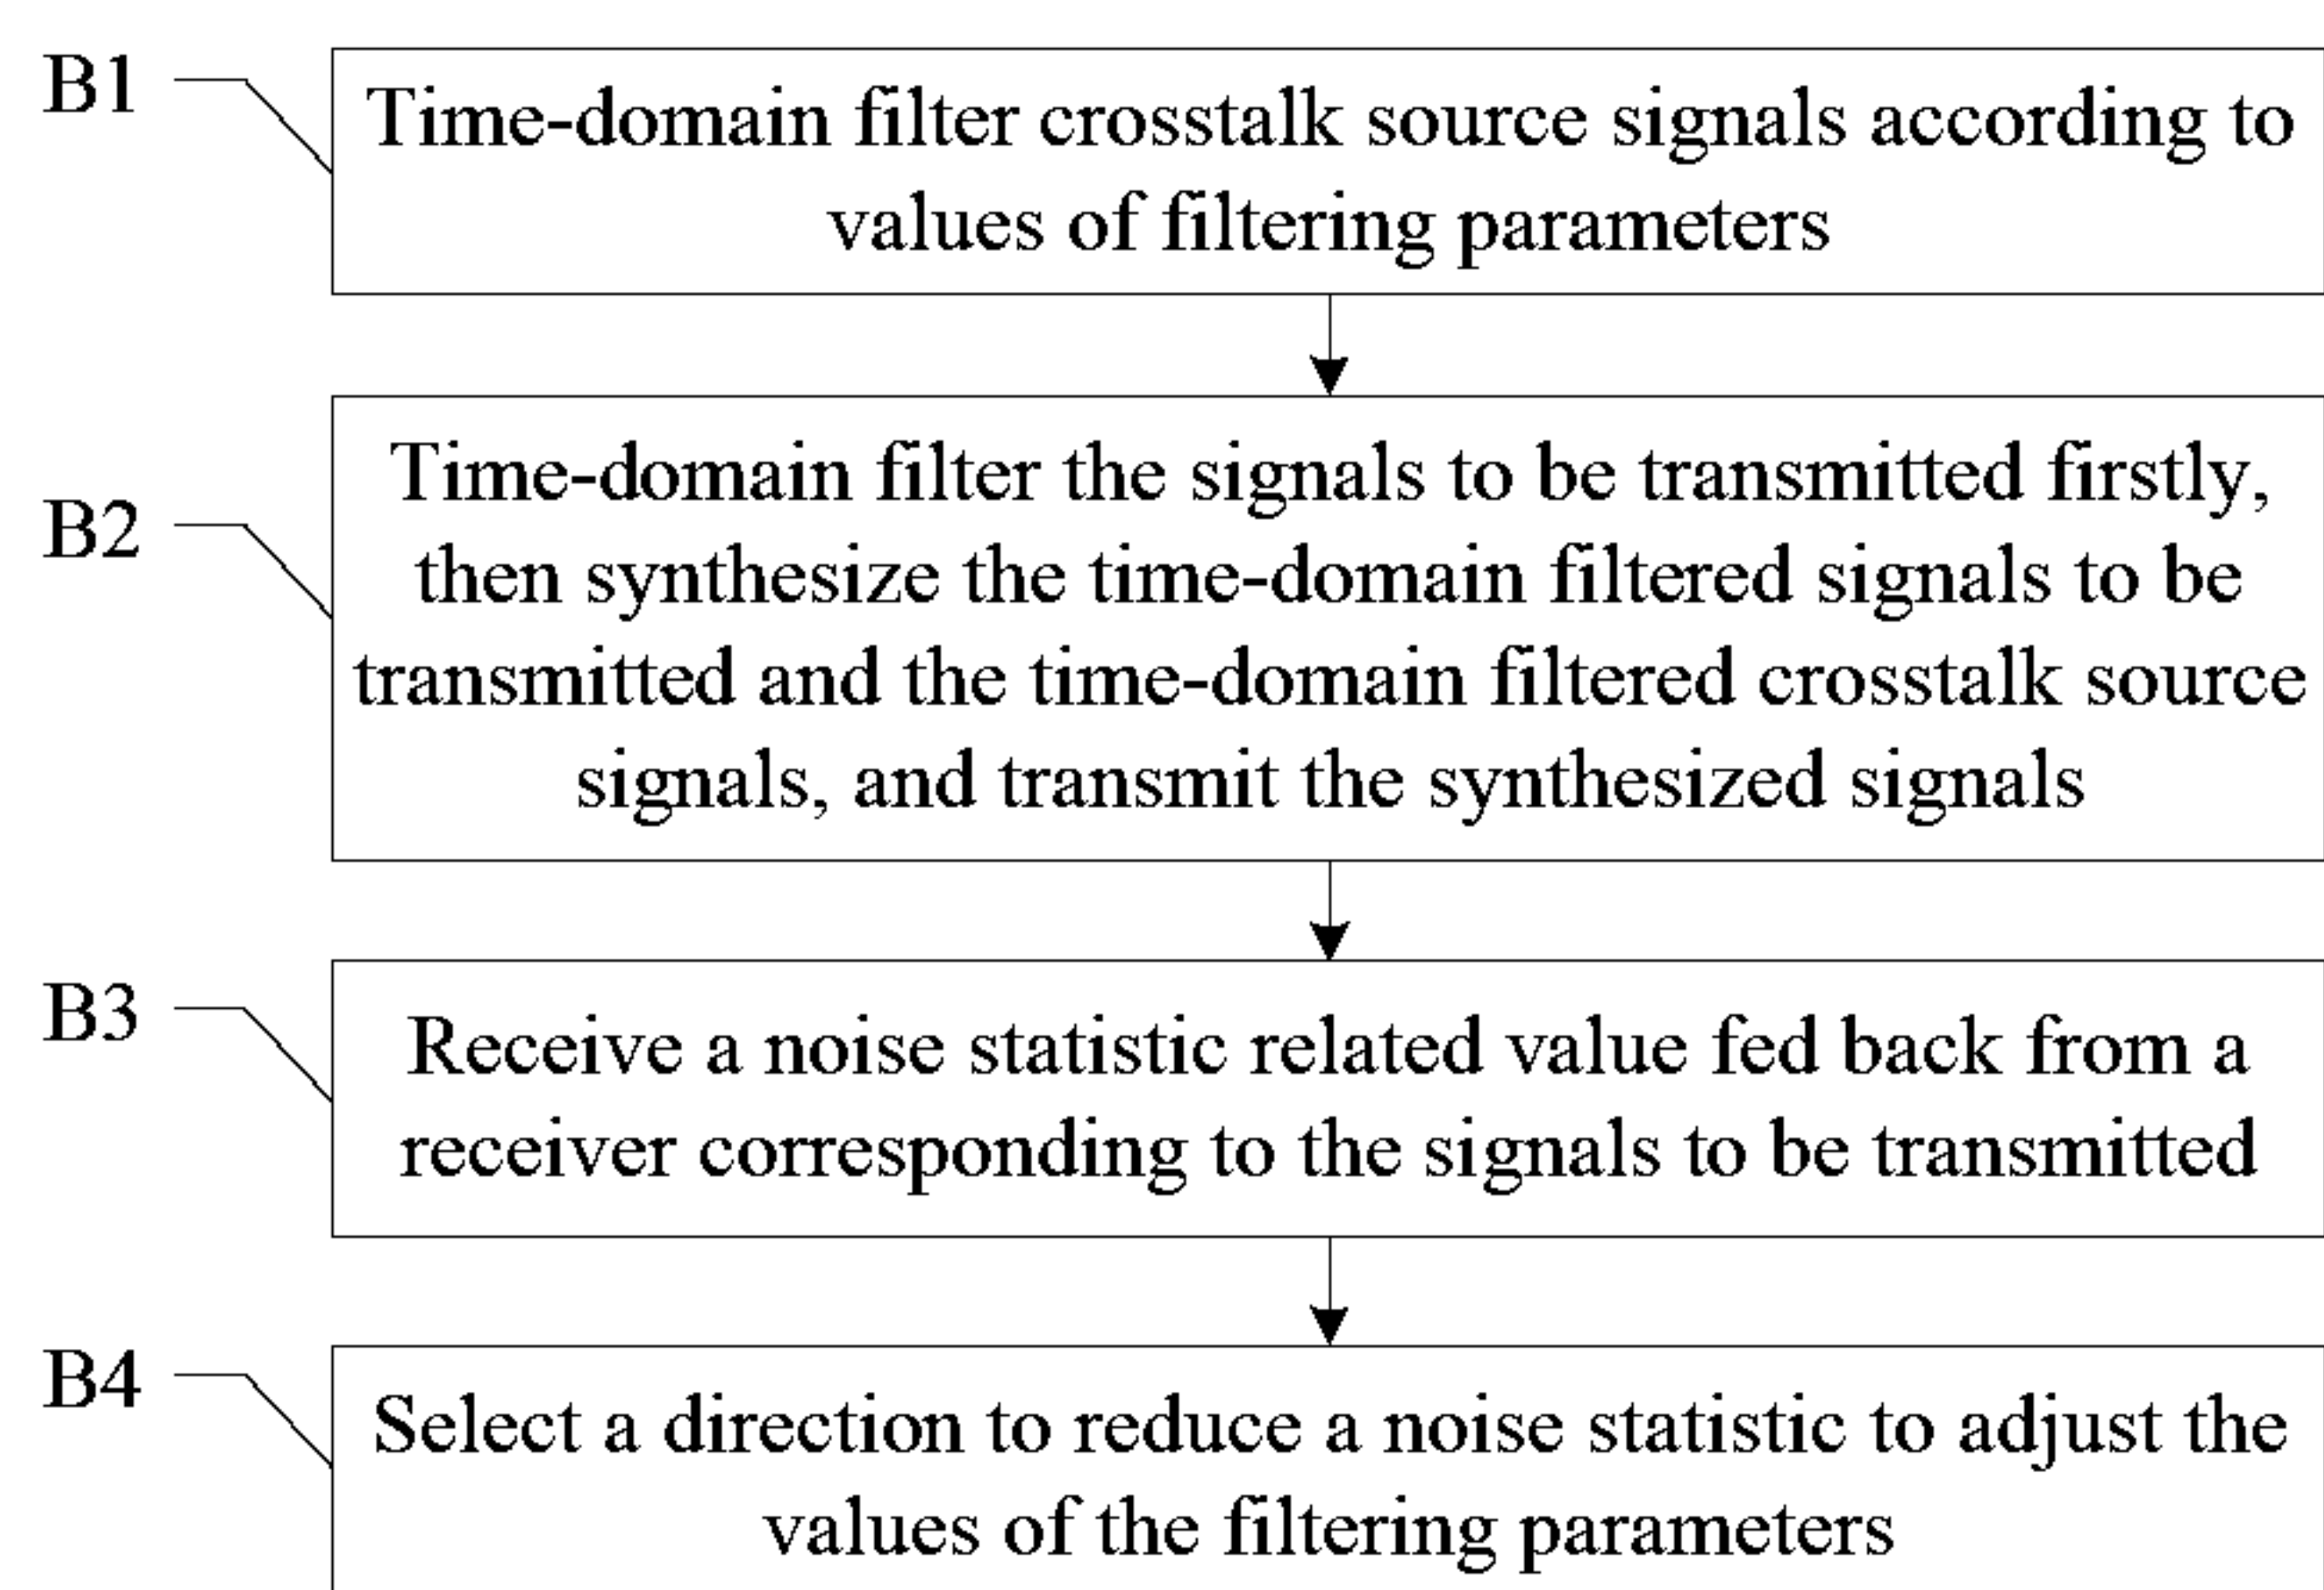 B1
Time-domain filter crosstalk source signals according to
values of filtering parameters
B2
Time-domain filter the signals to be transmitted firstly,
then synthesize the time-domain filtered signals to be
transmitted and the time-domain filtered crosstalk source
signals, and transmit the synthesized signals
B3
Receive a noise statistic related value fed back from a
receiver corresponding to the signals to be transmitted
B4
Select a direction to reduce a noise statistic to adjust the
values of the filtering parameters